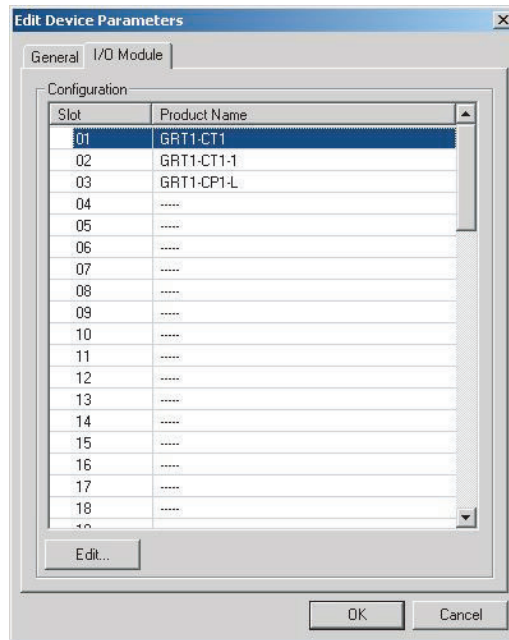 Edit Device Parameters
General I/O Module
Configuration
Slot Product Name
01 GRT1-CT1
02 GRT1-CT1-1
03 GRT1-CP1-L
04 -----
05 -----
06 -----
07 -----
08 -----
09 -----
10 -----
11 -----
12 -----
13 -----
14 -----
15 -----
16 -----
17 -----
18 -----
Edit...
OK Cancel